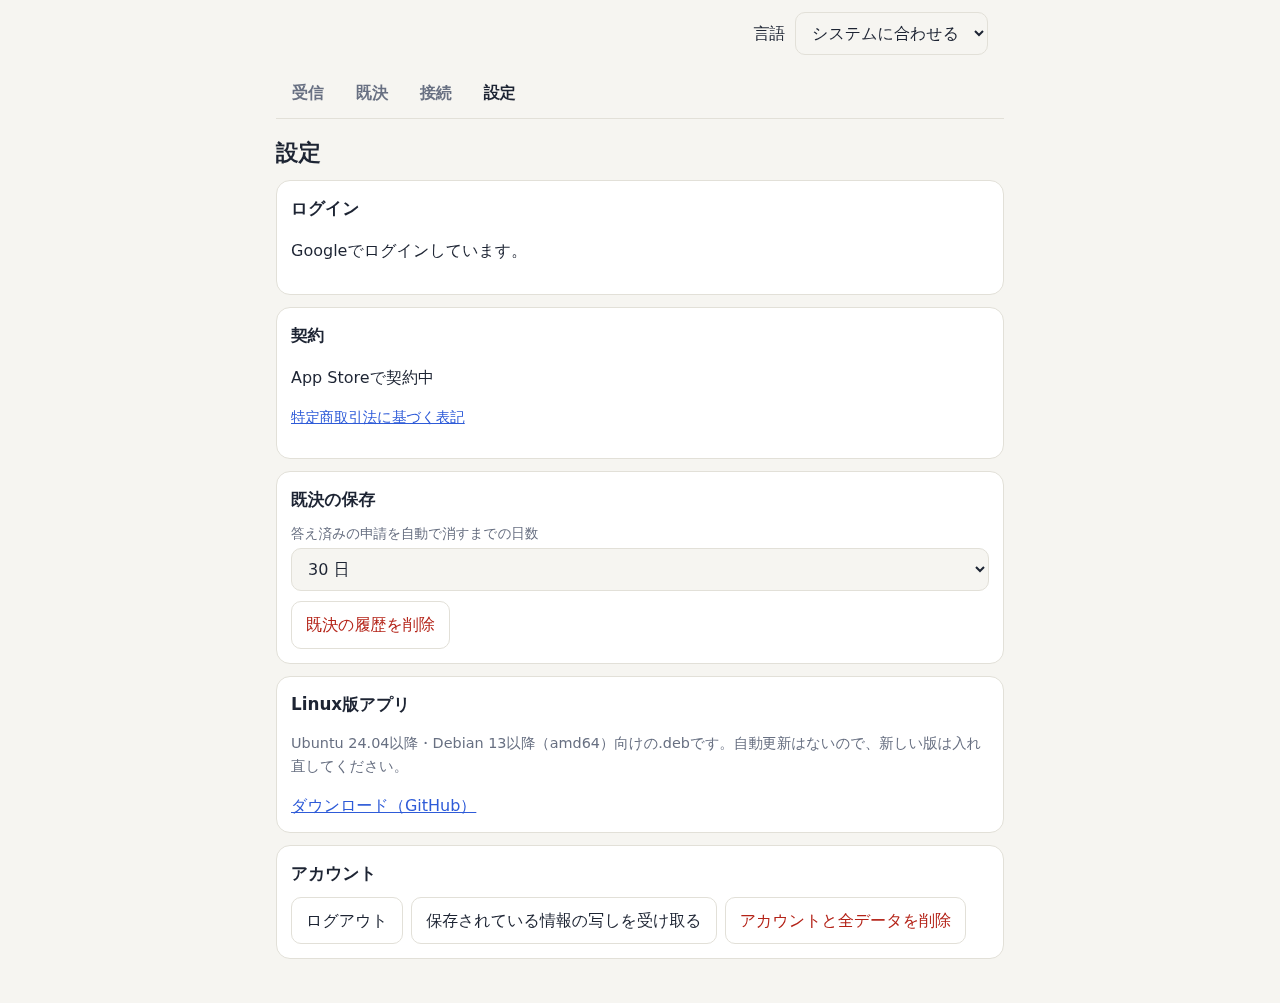 言語 システムに合わせる
受信 既決 接続 設定
設定
ログイン
Googleでログインしています。
契約
App Storeで契約中
特定商取引法に基づく表記
既決の保存
答え済みの申請を自動で消すまでの日数
30 日
既決の履歴を削除
Linux版アプリ
Ubuntu 24.04以降・Debian 13以降（amd64）向けの.debです。自動更新はないので、新しい版は入れ
直してください。
ダウンロード（GitHub）
アカウント
ログアウト 保存されている情報の写しを受け取る アカウントと全データを削除